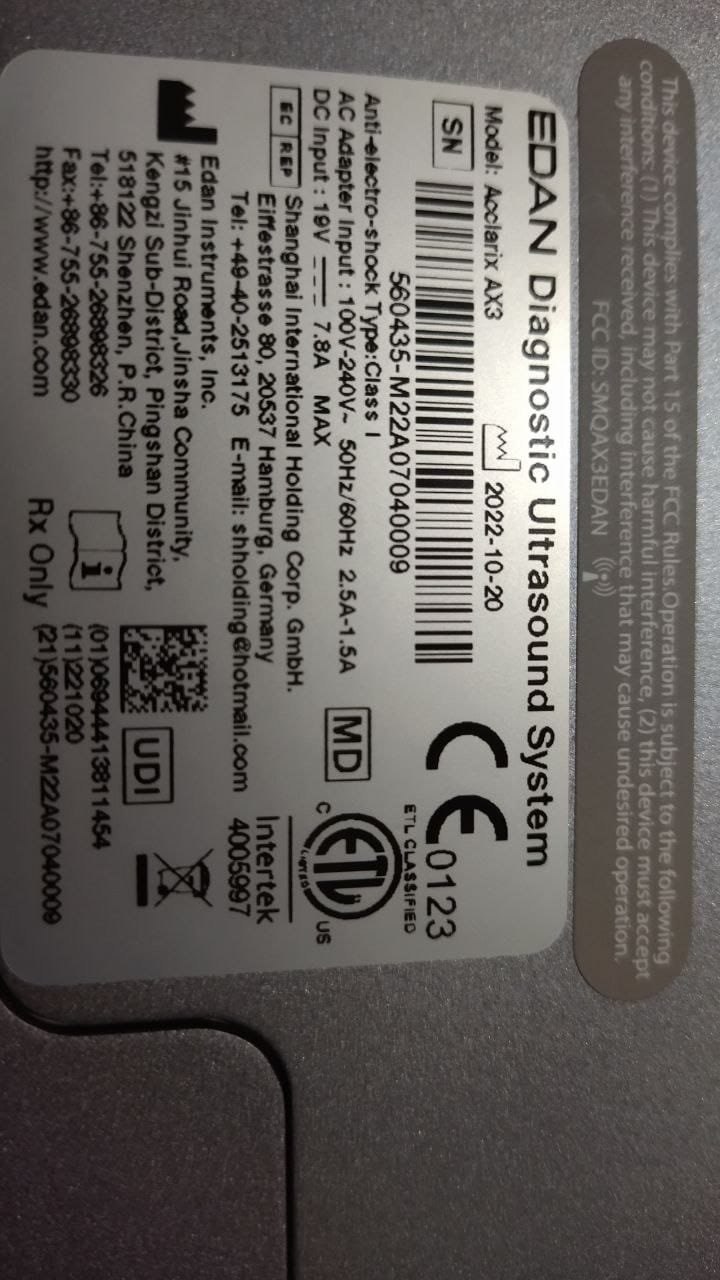 This device complies with Part 15 of the FCC Rules.Operation is subject to the following
conditions: (1) This device may not cause harmful interference, (2) this device must accept
any interference received, including interference that may cause undesired operation.
FCC ID: SMQAX3EDAN
EDAN Diagnostic Ultrasound System
Model: Acclarix AX3
2022-10-20
SN
560435-M22A07040009
CE 0123
Anti-electro-shock Type:Class I
AC Adapter Input : 100V-240V~ 50Hz/60Hz 2.5A-1.5A
DC Input : 19V 7.8A MAX
MD
ETL CLASSIFIED
ETL
LISTED
C US
Intertek
4005997
EC REP
Shanghai International Holding Corp. GmbH.
Eiffestrasse 80, 20537 Hamburg, Germany
Tel: +49-40-2513175 E-mail: shholding@hotmail.com
Edan Instruments, Inc.
#15 Jinhui Road,Jinsha Community,
Kengzi Sub-District, Pingshan District,
518122 Shenzhen, P.R.China
Tel:+86-755-26898326
Fax:+86-755-26898330
http://www.edan.com
i
Rx Only
UDI
(01)06944413811454
(11)221020
(21)560435-M22A07040009